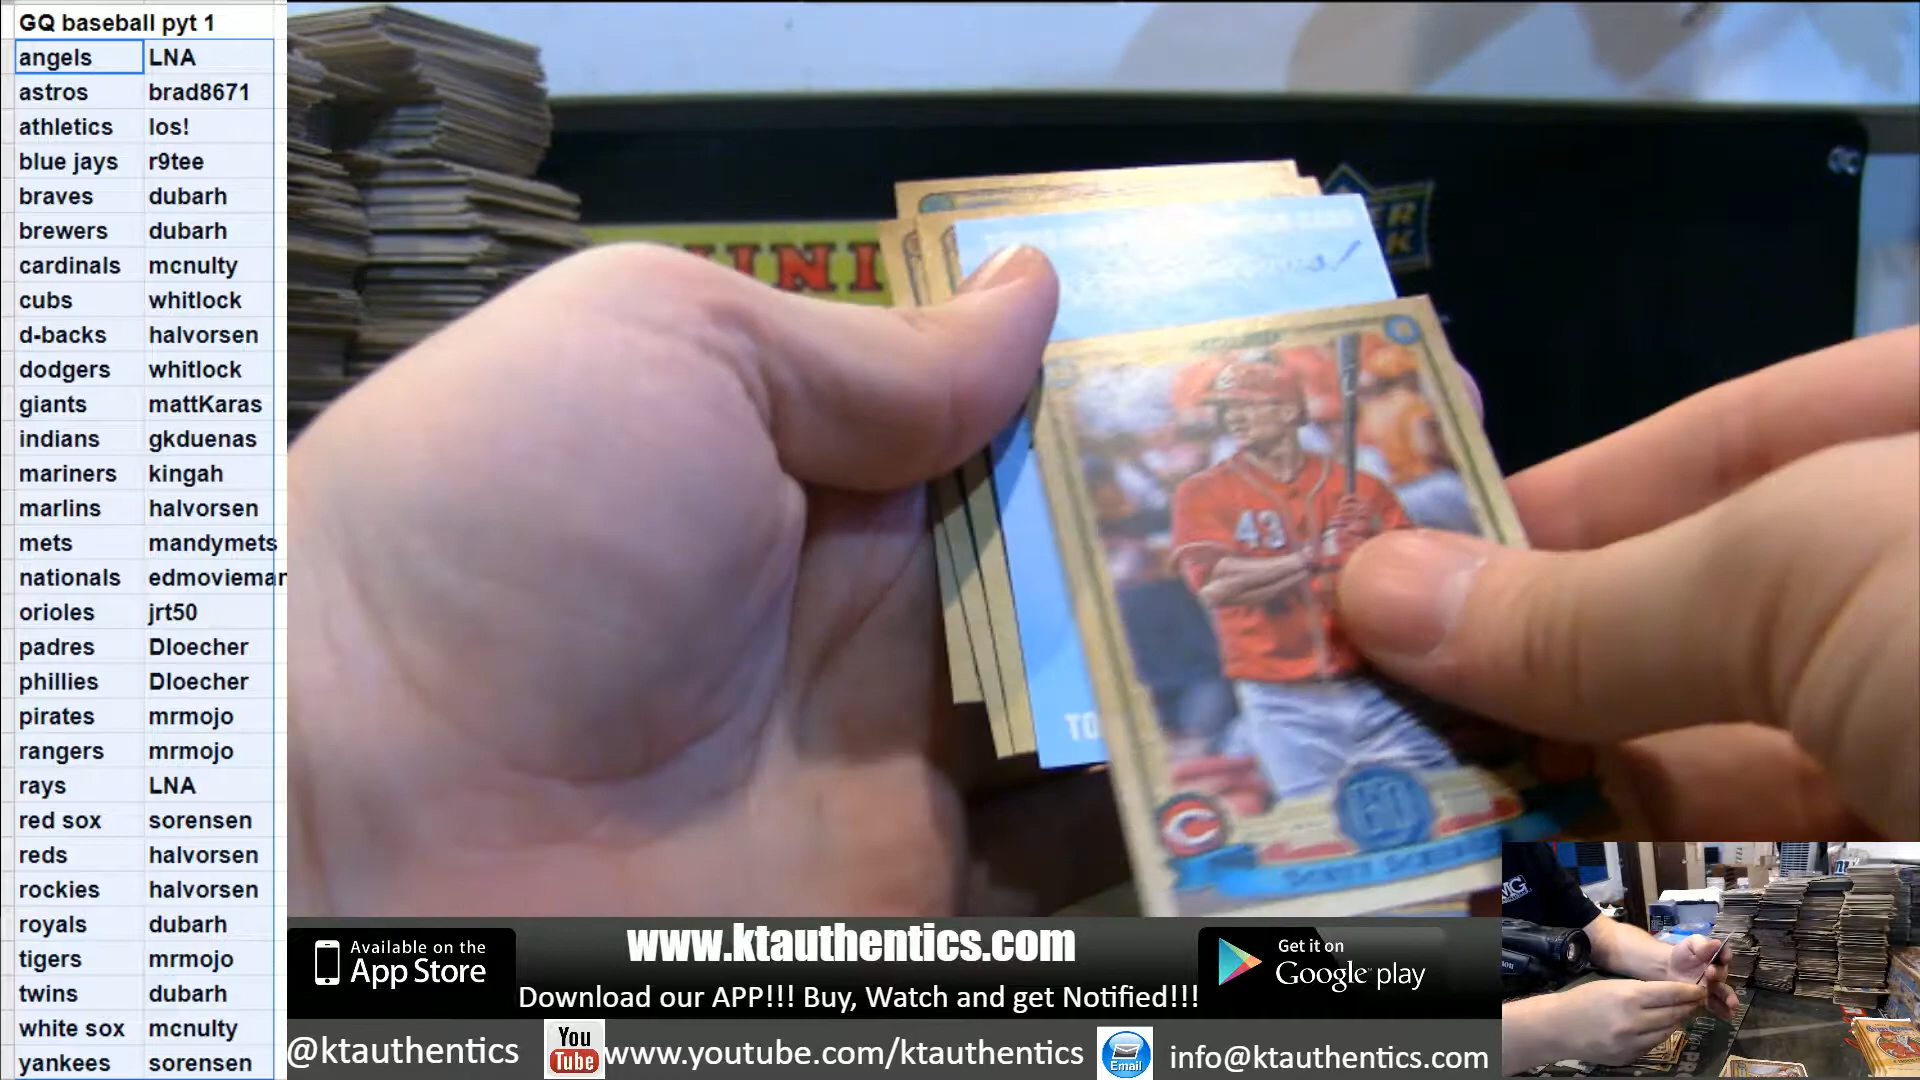 GQ baseball pyt 1
angels LNA
astros brad8671
athletics los!
blue jays r9tee
braves dubarh
brewers dubarh
cardinals mcnulty
cubs whitlock
d-backs halvorsen
dodgers whitlock
giants mattKaras
indians gkduenas
mariners kingah
marlins halvorsen
mets mandymets
nationals edmovieman
orioles jrt50
padres Dloecher
phillies Dloecher
pirates mrmojo
rangers mrmojo
rays LNA
red sox sorensen
reds halvorsen
rockies halvorsen
royals dubarh
tigers mrmojo
twins dubarh
white sox mcnulty
yankees sorensen
INI
43
C
GQ
TO
Available on the
App Store
www.ktauthentics.com
Get it on
Google play
Download our APP!!! Buy, Watch and get Notified!!!
@ktauthentics
You
Tube
www.youtube.com/ktauthentics
Email
info@ktauthentics.com